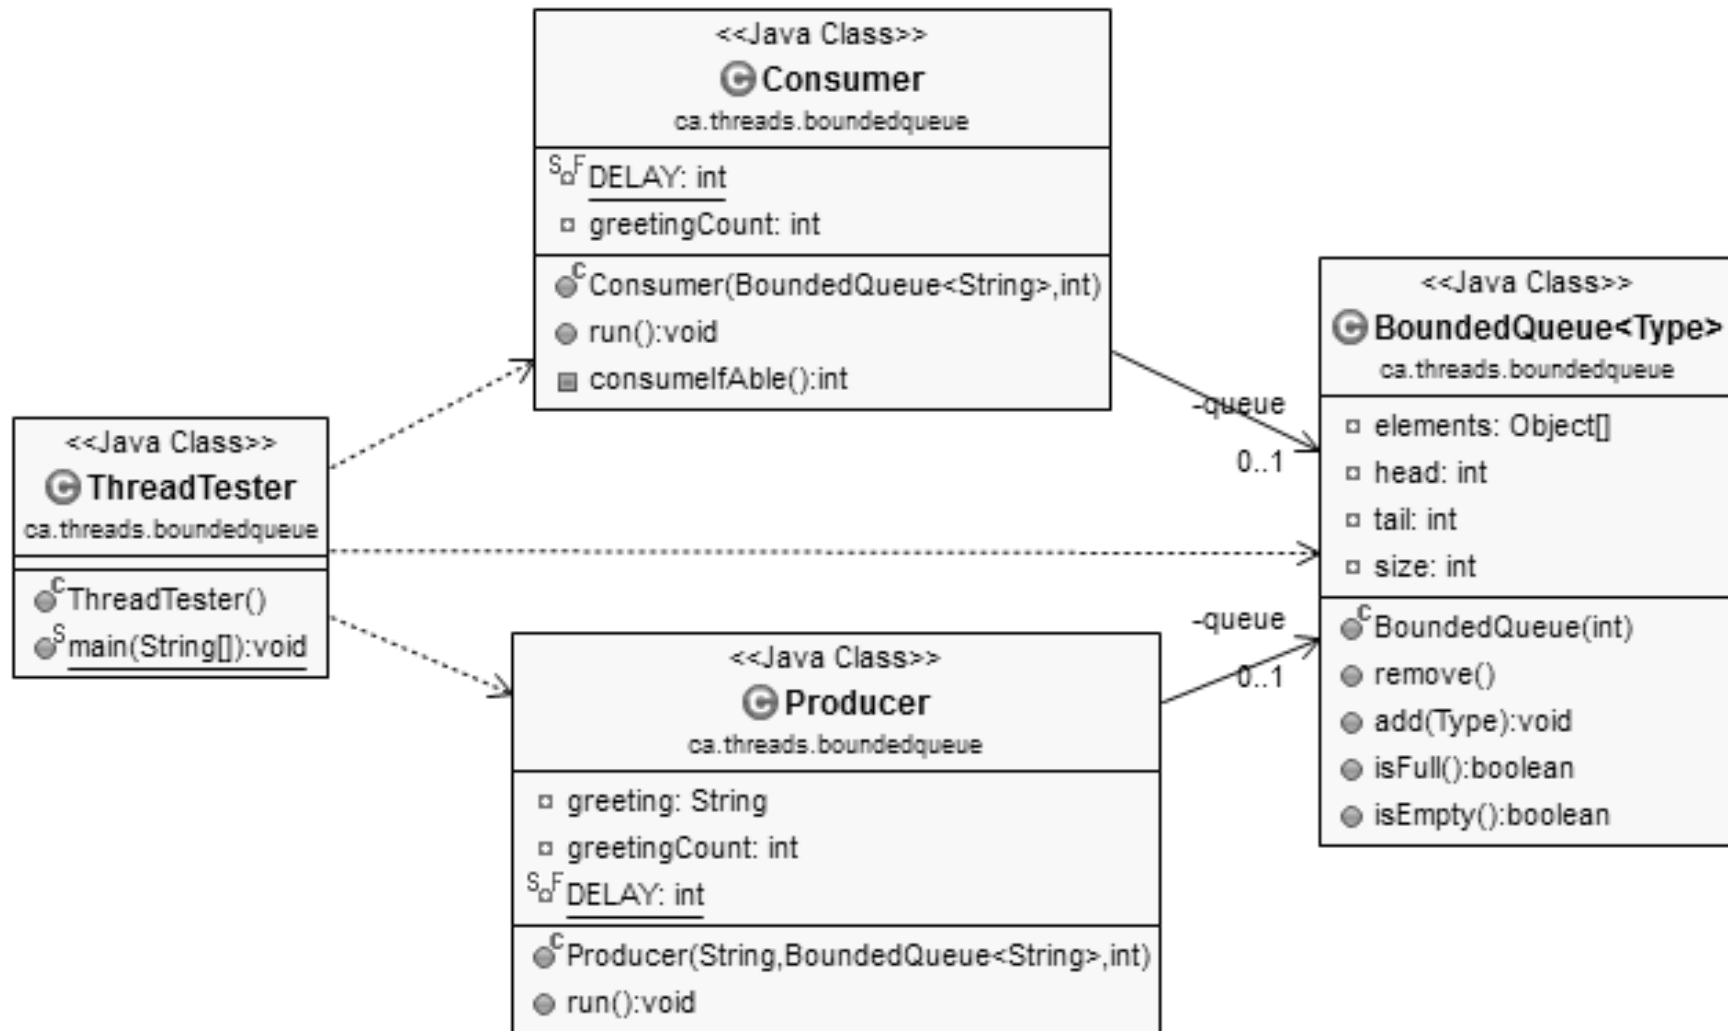 <<Java Class>>
C Consumer
ca.threads.boundedqueue
S F DELAY: int
greetingCount: int
C Consumer(BoundedQueue<String>,int)
run():void
consumeIfAble():int
<<Java Class>>
C ThreadTester
ca.threads.boundedqueue
C ThreadTester()
S main(String[]):void
<<Java Class>>
C BoundedQueue<Type>
ca.threads.boundedqueue
elements: Object[]
head: int
tail: int
size: int
C BoundedQueue(int)
remove()
add(Type):void
isFull():boolean
isEmpty():boolean
-queue
0..1
-queue
0..1
<<Java Class>>
C Producer
ca.threads.boundedqueue
greeting: String
greetingCount: int
S F DELAY: int
C Producer(String,BoundedQueue<String>,int)
run():void